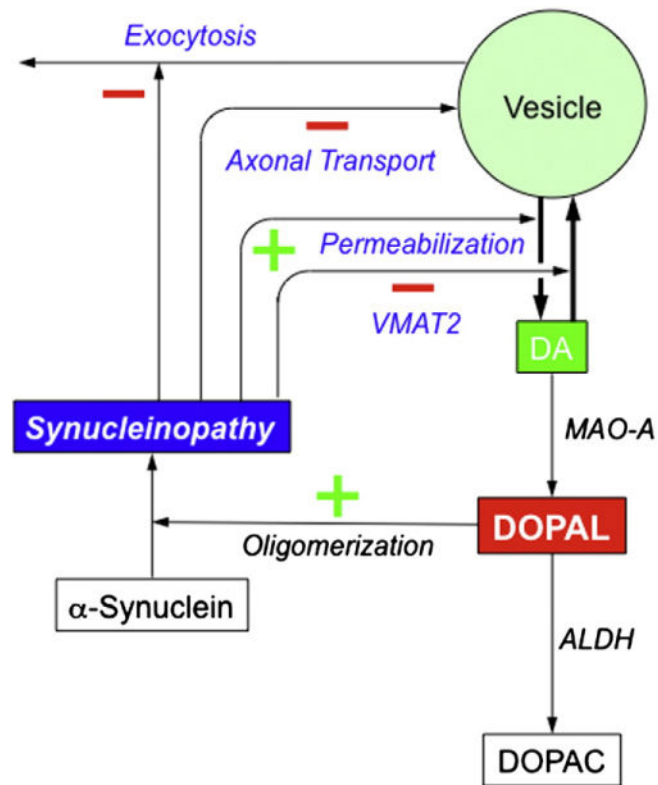 Exocytosis
Vesicle
Axonal Transport
Permeabilization
VMAT2
DA
Synucleinopathy
MAO-A
DOPAL
Oligomerization
α-Synuclein
ALDH
DOPAC